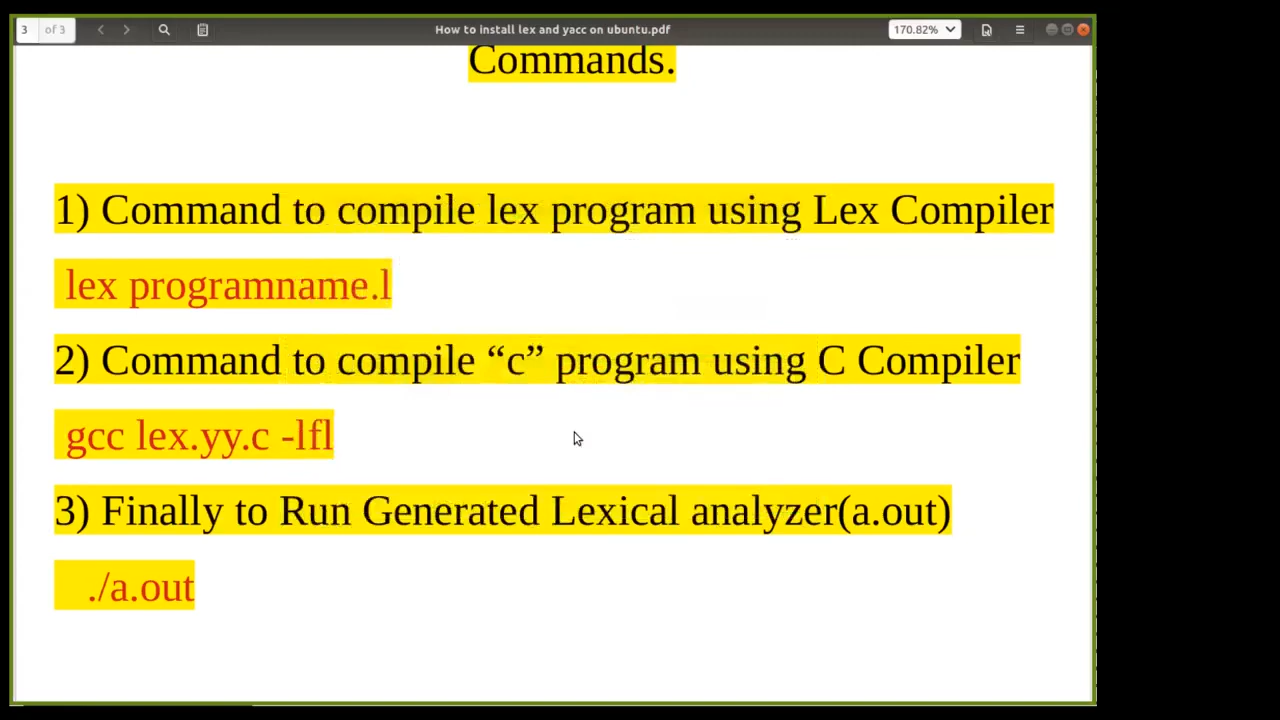 3 of 3
How to install lex and yacc on ubuntu.pdf
170.82%
Commands.
1) Command to compile lex program using Lex Compiler
lex programname.l
2) Command to compile “c” program using C Compiler
gcc lex.yy.c -lfl
3) Finally to Run Generated Lexical analyzer(a.out)
./a.out